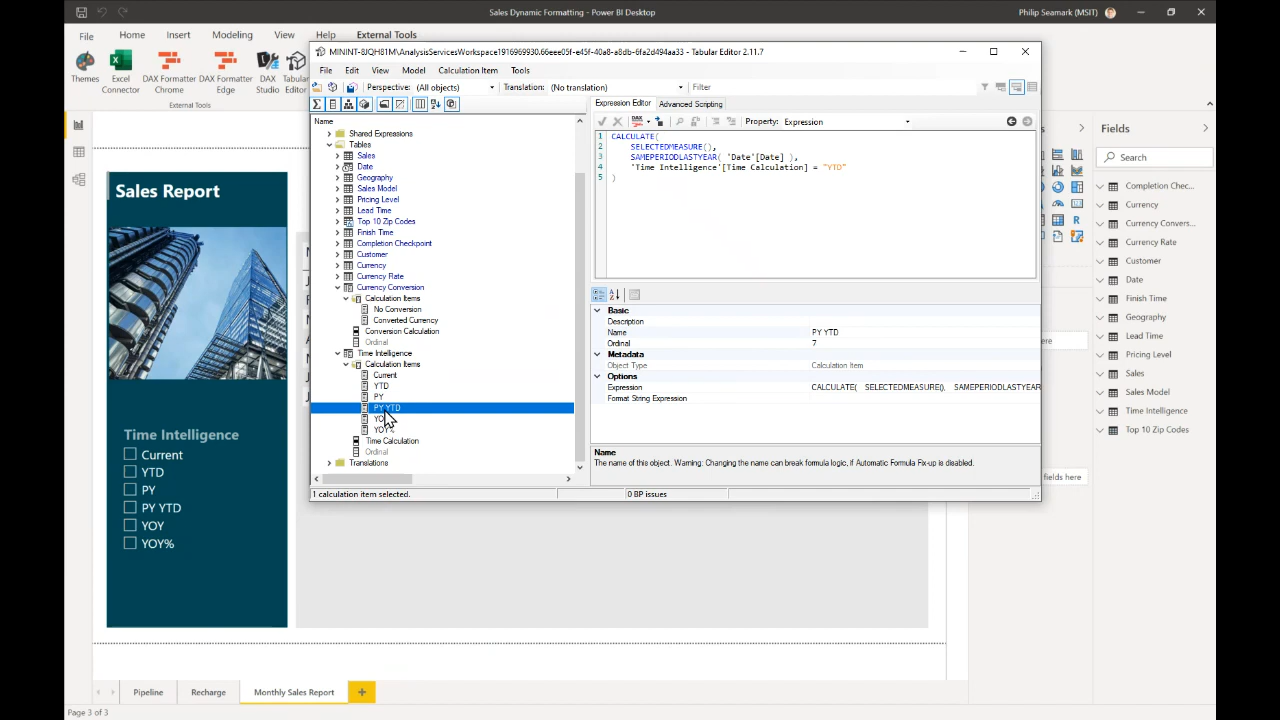 Sales Dynamic Formatting - Power BI Desktop
Philip Seamark (MSIT)
File
Home
Insert
Modeling
View
Help
External Tools
Themes
Excel
Connector
DAX Formatter
Chrome
DAX Formatter
Edge
DAX
Studio
Tabular
Editor
External Tools
MININT-8JQH81M\AnalysisServicesWorkspace1916969930.66eee05f-e45f-40a8-a8db-6fa2d494aa33 - Tabular Editor 2.11.7
File Edit View Model Calculation Item Tools
Perspective: (All objects)
Translation: (No translation)
Filter
Name
Shared Expressions
Tables
Sales
Date
Geography
Sales Model
Pricing Level
Lead Time
Top 10 Zip Codes
Finish Time
Completion Checkpoint
Customer
Currency
Currency Rate
Currency Conversion
Calculation Items
No Conversion
Converted Currency
Conversion Calculation
Ordinal
Time Intelligence
Calculation Items
Current
YTD
PY
PY YTD
YOY%
Time Calculation
Ordinal
Translations
1 calculation item selected.
0 BP issues
Expression Editor
Advanced Scripting
DAX
Property: Expression
1 CALCULATE(
2 SELECTEDMEASURE(),
3 SAMEPERIODLASTYEAR( 'Date'[Date] ),
4 'Time Intelligence'[Time Calculation] = "YTD"
5 )
Basic
Description
Name PY YTD
Ordinal 7
Metadata
Object Type Calculation Item
Options
Expression CALCULATE( SELECTEDMEASURE(), SAMEPERIODLASTYEAR
Format String Expression
Name
The name of this object. Warning: Changing the name can break formula logic, if Automatic Formula Fix-up is disabled.
Sales Report
Time Intelligence
Current
YTD
PY
PY YTD
YOY
YOY%
Fields
Search
Completion Chec...
Currency
Currency Convers...
Currency Rate
Customer
Date
Finish Time
Geography
Lead Time
Pricing Level
Sales
Sales Model
Time Intelligence
Top 10 Zip Codes
R
ere
fields here
Pipeline
Recharge
Monthly Sales Report
Page 3 of 3